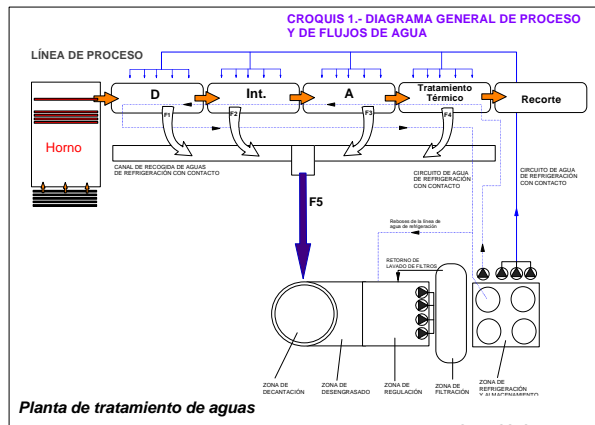 CROQUIS 1.- DIAGRAMA GENERAL DE PROCESO
Y DE FLUJOS DE AGUA
LÍNEA DE PROCESO
D
Int.
A
Tratamiento
Térmico
Recorte
Horno
F1
F2
F3
F4
CANAL DE RECOGIDA DE AGUAS
DE REFRIGERACIÓN CON CONTACTO
CIRCUITO DE AGUA
DE REFRIGERACIÓN
CON CONTACTO
CIRCUITO DE AGUA
DE REFRIGERACIÓN
CON CONTACTO
F5
Reboses de la línea de
agua de refrigeración
RETORNO DE
LAVADO DE FILTROS
ZONA DE
DECANTACIÓN
ZONA DE
DESENGRASADO
ZONA DE
REGULACIÓN
ZONA DE
FILTRACIÓN
ZONA DE
REFRIGERACIÓN
Y ALMACENAMIENTO
Planta de tratamiento de aguas